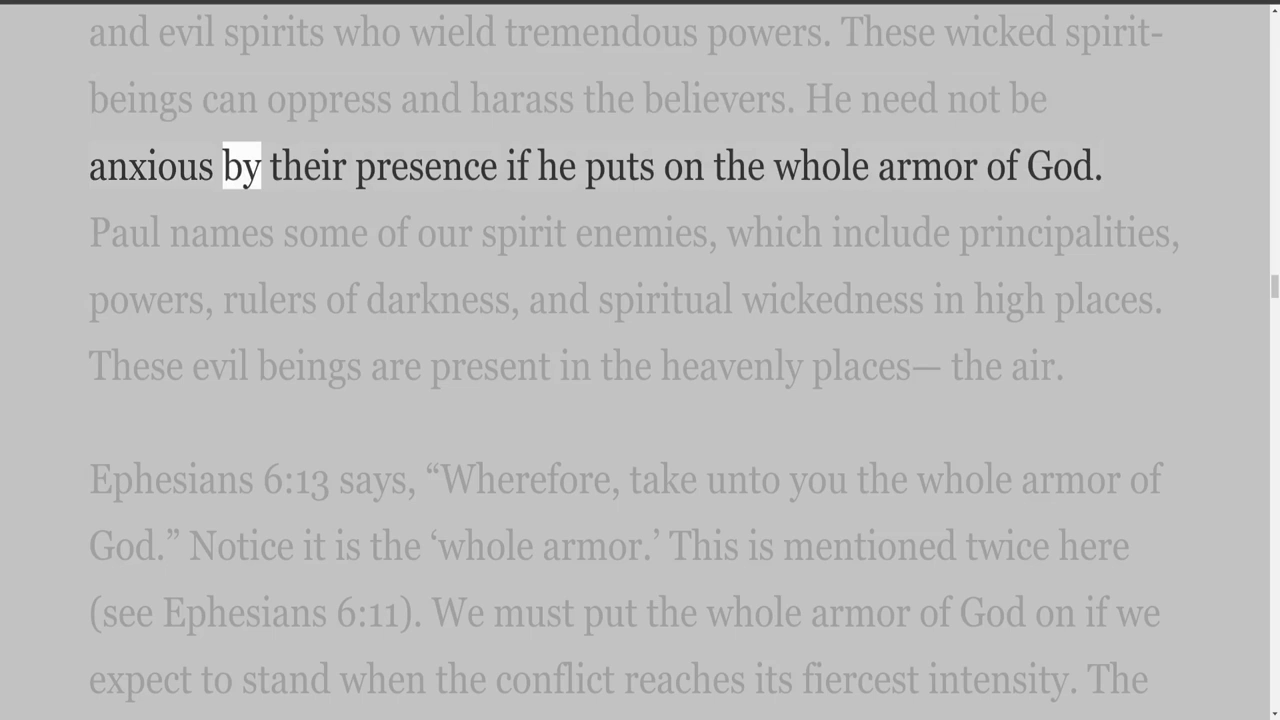 and evil spirits who wield tremendous powers. These wicked spirit-
beings can oppress and harass the believers. He need not be
anxious by their presence if he puts on the whole armor of God.
Paul names some of our spirit enemies, which include principalities,
powers, rulers of darkness, and spiritual wickedness in high places.
These evil beings are present in the heavenly places— the air.
Ephesians 6:13 says, “Wherefore, take unto you the whole armor of
God.” Notice it is the ‘whole armor.’ This is mentioned twice here
(see Ephesians 6:11). We must put the whole armor of God on if we
expect to stand when the conflict reaches its fiercest intensity. The